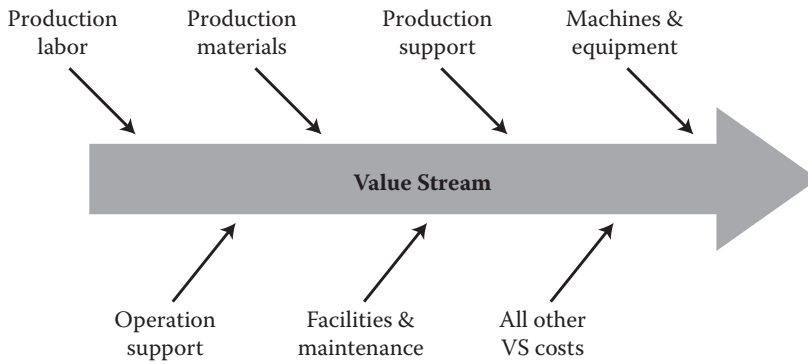 Production
labor
Production
materials
Production
support
Machines &
equipment
Value Stream
Operation
support
Facilities &
maintenance
All other
VS costs